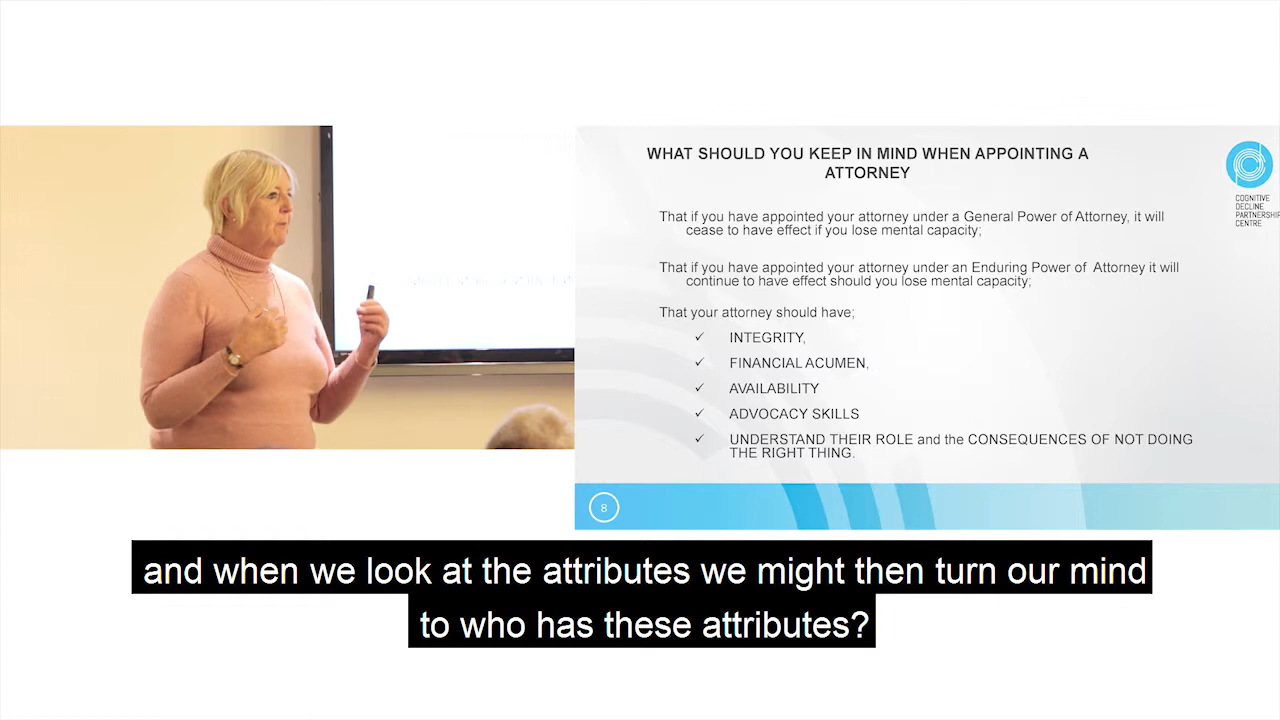 WHAT SHOULD YOU KEEP IN MIND WHEN APPOINTING A
ATTORNEY
COGNITIVE
DECLINE
PARTNERSHIP
CENTRE
That if you have appointed your attorney under a General Power of Attorney, it will
cease to have effect if you lose mental capacity;
That if you have appointed your attorney under an Enduring Power of Attorney it will
continue to have effect should you lose mental capacity;
That your attorney should have;
✓ INTEGRITY,
✓ FINANCIAL ACUMEN,
✓ AVAILABILITY
✓ ADVOCACY SKILLS
✓ UNDERSTAND THEIR ROLE and the CONSEQUENCES OF NOT DOING
THE RIGHT THING.
8
and when we look at the attributes we might then turn our mind
to who has these attributes?